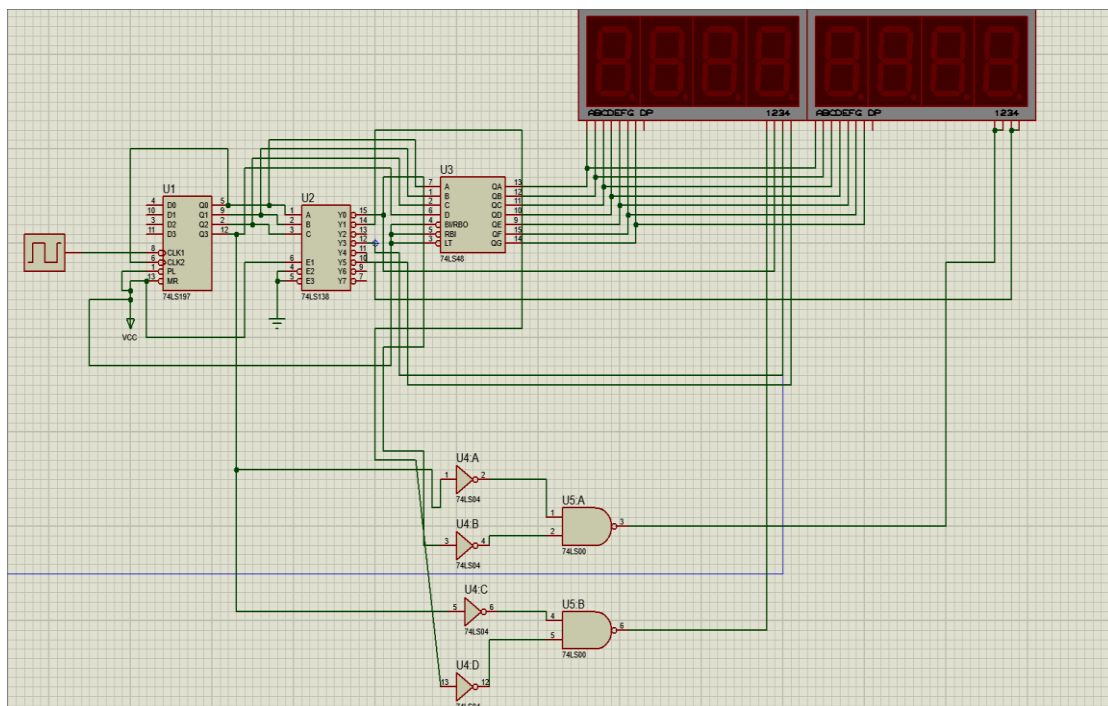 ABCDEFG DP
1234
ABCDEFG DP
1234
U1
4 D0 Q0 5
10 D1 Q1 9
3 D2 Q2 2
11 D3 Q3 12
8 CLK1
6 CLK2
1 PL
13 MR
74LS197
VCC
U2
1 A Y0 15
2 B Y1 14
3 C Y2 13
Y3 12
Y4 11
6 E1 Y5 10
4 E2 Y6 9
5 E3 Y7 7
74LS138
U3
7 A QA 13
1 B QB 12
2 C QC 11
6 D QD 10
4 BI/RBO QE 9
5 RBI QF 15
3 LT QG 14
74LS48
U4:A
1 2
74LS04
U4:B
3 4
74LS04
U5:A
1
2
3
74LS00
U4:C
5 6
74LS04
U5:B
4
5
6
74LS00
U4:D
13 12
74LS04